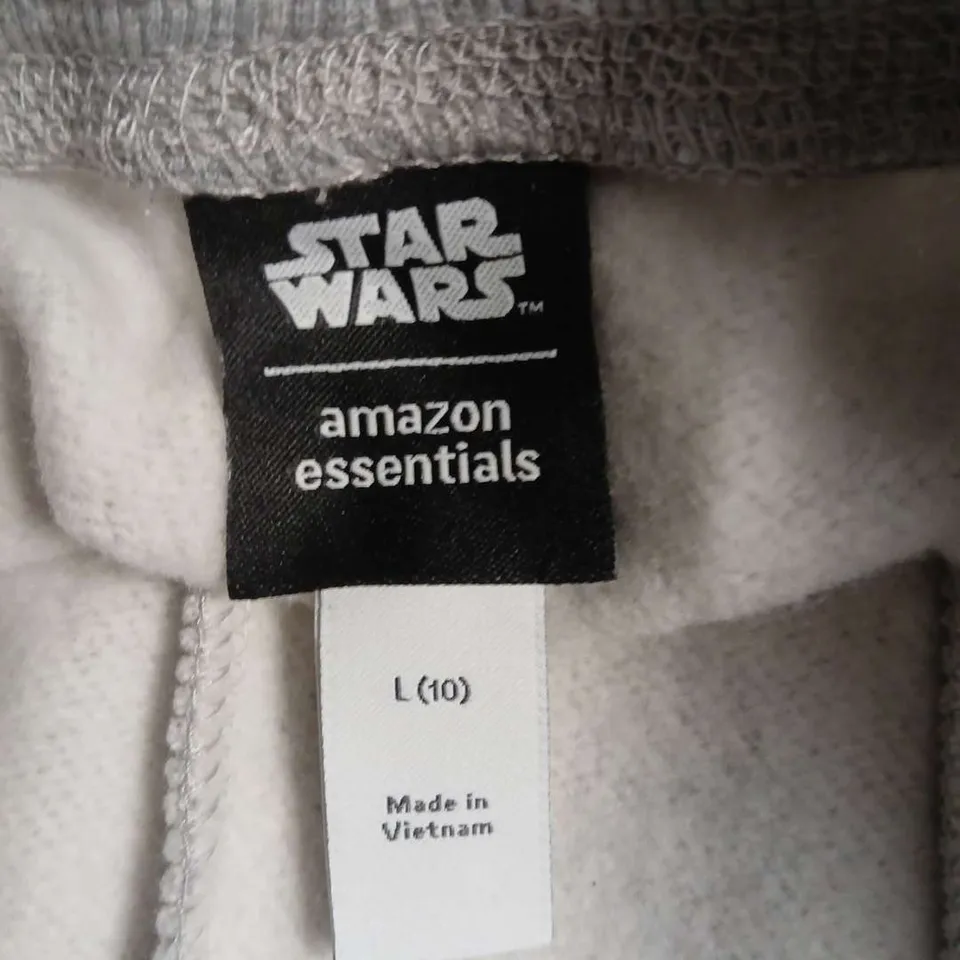 STAR
WARS™
amazon
essentials
L (10)
Made in
Vietnam